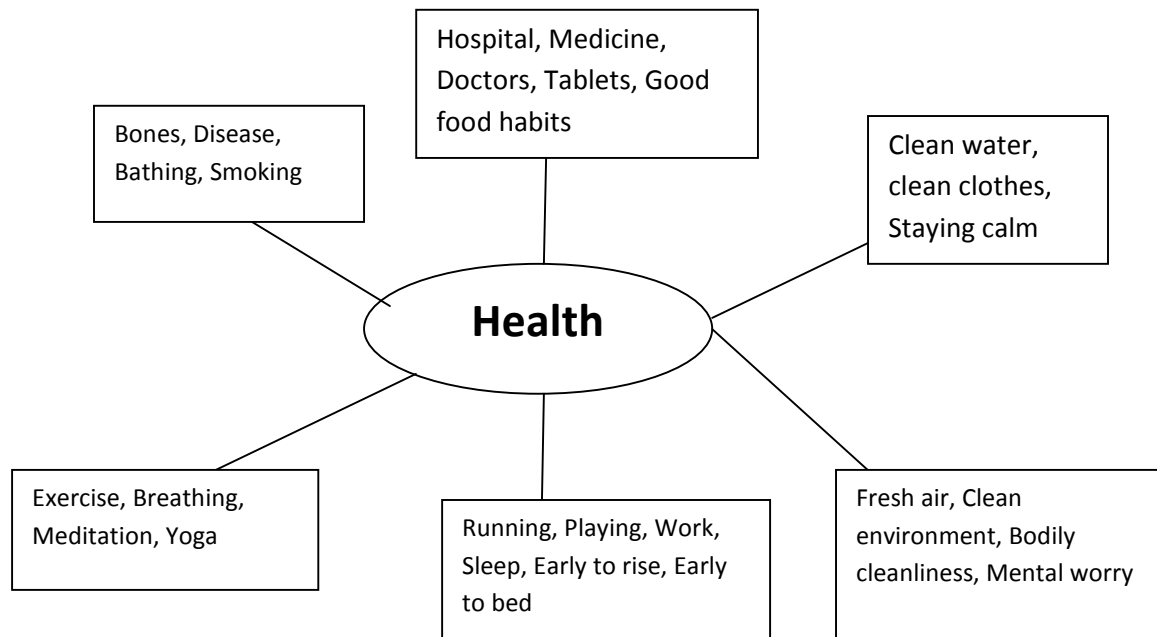 Hospital, Medicine,
Doctors, Tablets, Good
food habits
Bones, Disease,
Bathing, Smoking
Clean water,
clean clothes,
Staying calm
Health
Exercise, Breathing,
Meditation, Yoga
Running, Playing, Work,
Sleep, Early to rise, Early
to bed
Fresh air, Clean
environment, Bodily
cleanliness, Mental worry